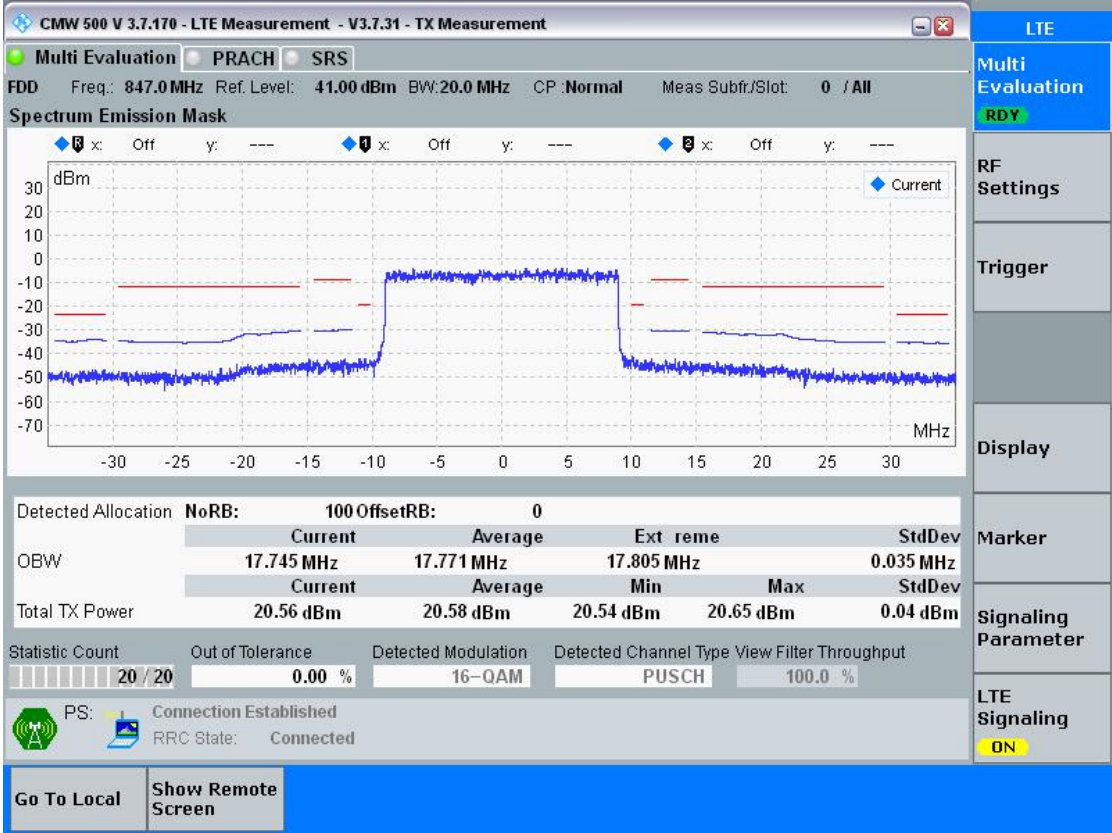 CMW 500 V 3.7.170 - LTE Measurement - V3.7.31 - TX Measurement
LTE
Multi Evaluation PRACH SRS
Multi
Evaluation
RDY
FDD Freq.: 847.0 MHz Ref. Level: 41.00 dBm BW:20.0 MHz CP :Normal Meas Subfr./Slot: 0 / All
Spectrum Emission Mask
R x: Off y: --- 1 x: Off y: --- 2 x: Off y: ---
dBm
Current
30
20
10
0
-10
-20
-30
-40
-50
-60
-70
MHz
-30 -25 -20 -15 -10 -5 0 5 10 15 20 25 30
RF
Settings
Trigger
Display
Marker
Signaling
Parameter
LTE
Signaling
ON
Detected Allocation NoRB: 100 OffsetRB: 0
Current Average Ext reme StdDev
OBW 17.745 MHz 17.771 MHz 17.805 MHz 0.035 MHz
Current Average Min Max StdDev
Total TX Power 20.56 dBm 20.58 dBm 20.54 dBm 20.65 dBm 0.04 dBm
Statistic Count Out of Tolerance Detected Modulation Detected Channel Type View Filter Throughput
20 / 20 0.00 % 16-QAM PUSCH 100.0 %
PS: Connection Established
RRC State: Connected
Go To Local
Show Remote
Screen